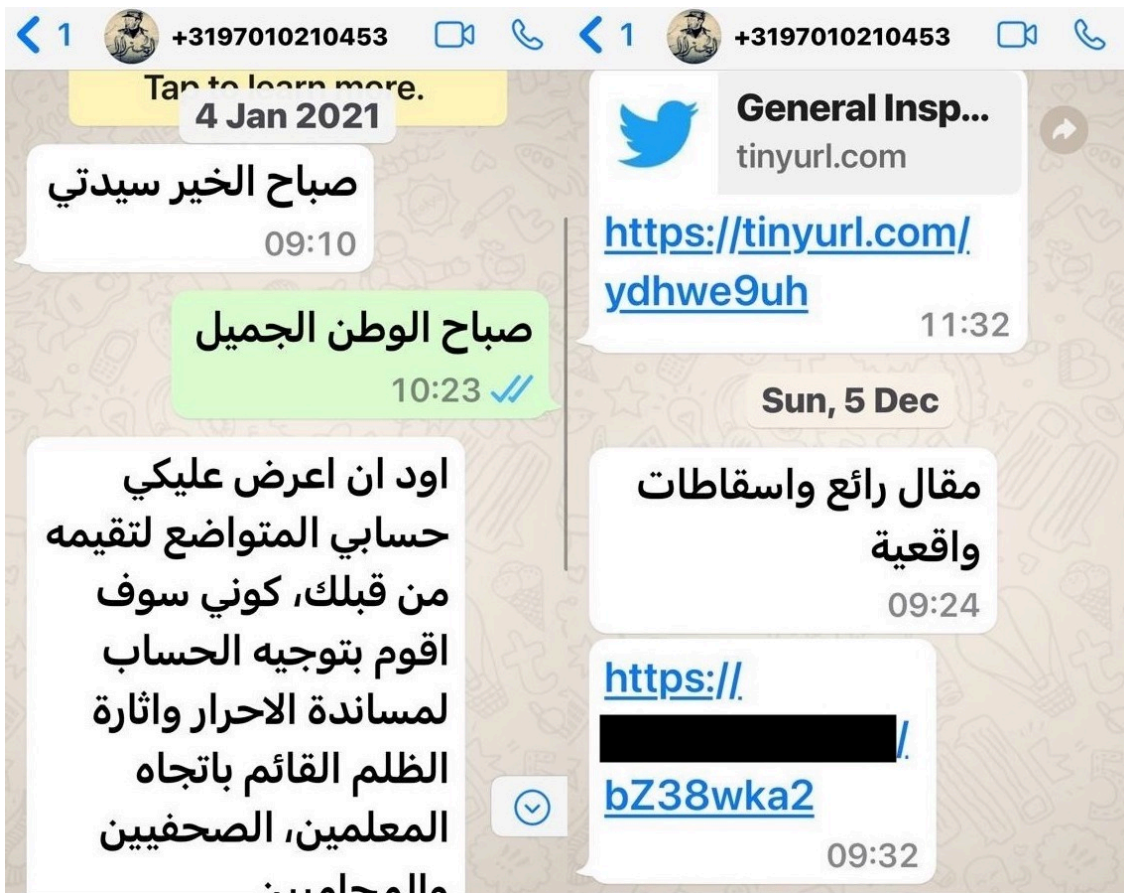 1
+3197010210453
Tap to learn more.
4 Jan 2021
صباح الخير سيدتي
09:10
صباح الوطن الجميل
10:23
اود ان اعرض عليكي
حسابي المتواضع لتقيمه
من قبلك، كوني سوف
اقوم بتوجيه الحساب
لمساندة الاحرار واثارة
الظلم القائم باتجاه
المعلمين، الصحفيين
والمحاميين
1
+3197010210453
General Insp...
tinyurl.com
https://tinyurl.com/
ydhwe9uh
11:32
Sun, 5 Dec
مقال رائع واسقاطات
واقعية
09:24
https://
/
bZ38wka2
09:32